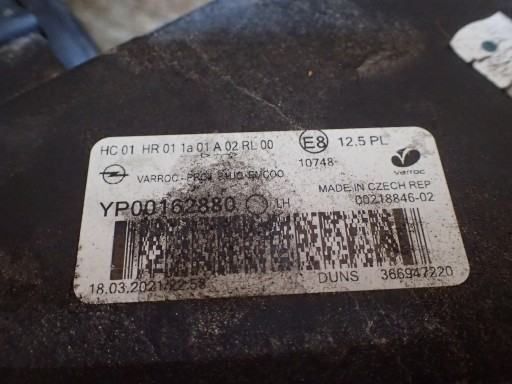 HC 01 HR 01 1a 01 A 02 RL 00 E8 12.5 PL
10748
varroc
MADE IN CZECH REP
YP00162880 LH 00218846-02
18.03.2021/22:58 DUNS 366947220